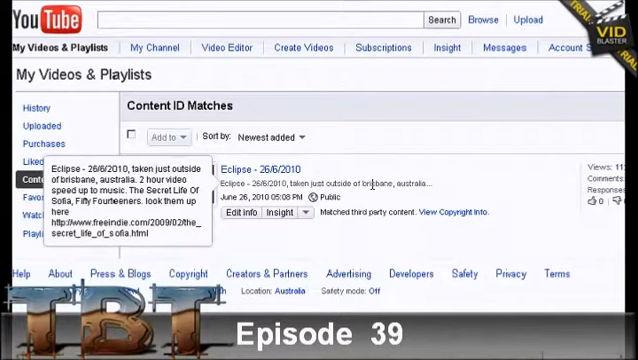 YouTube
Search
Browse
Upload
TRIAL
VID
BLASTER
TRIAL
My Videos & Playlists
My Channel
Video Editor
Create Videos
Subscriptions
Insight
Messages
Account
My Videos & Playlists
History
Uploaded
Purchases
Liked
Content ID Matches
Add to
Sort by:
Newest added
Eclipse - 26/6/2010, taken just outside
of brisbane, australia. 2 hour video
speed up to music. The Secret Life Of
Sofia, Fifty Fourteeners. look them up
here
http://www.freeindie.com/2009/02/the_
secret_life_of_sofia.html
Eclipse - 26/6/2010
Eclipse - 26/6/2010, taken just outside of brisbane, australia...
June 26, 2010 05:08 PM
Public
Edit info
Insight
Matched third party content.
View Copyright Info.
Views:
Comments
Responses
0
0
Help
About
Press & Blogs
Copyright
Creators & Partners
Advertising
Developers
Safety
Privacy
Terms
Location: Australia
Safety mode: Off
TBT
Episode 39